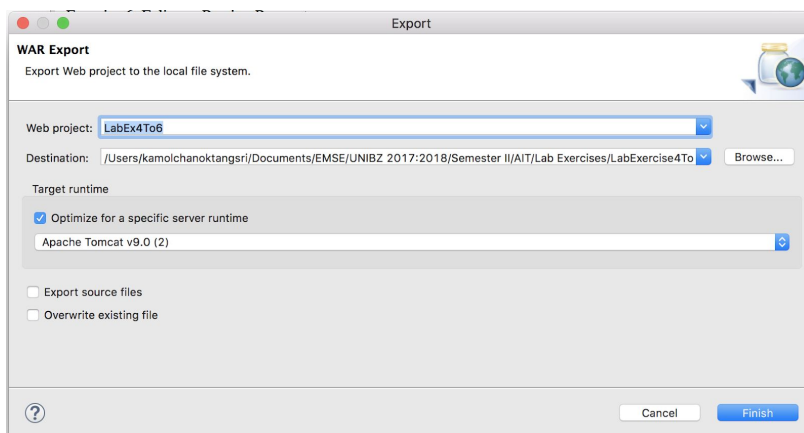 Export
WAR Export
Export Web project to the local file system.
Web project: LabEx4To6
Destination: /Users/kamolchanoktangsri/Documents/EMSE/UNIBZ 2017:2018/Semester II/AIT/Lab Exercises/LabExercise4To Browse...
Target runtime
Optimize for a specific server runtime
Apache Tomcat v9.0 (2)
Export source files
Overwrite existing file
? Cancel Finish